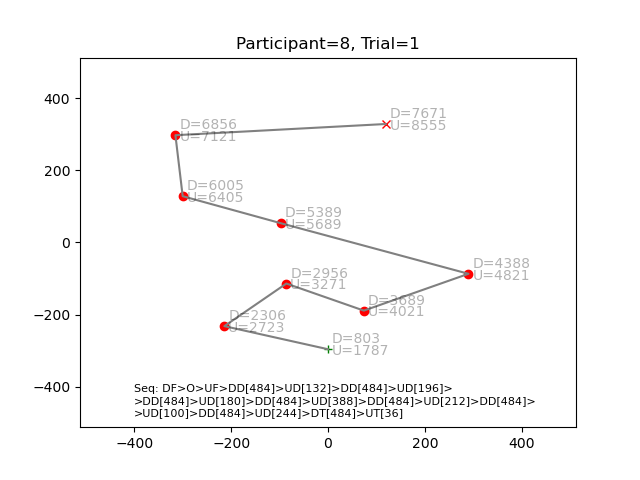 Participant=8, Trial=1
400
200
0
−200
−400
D=7671
U=8555
D=6856
U=7121
D=6005
U=6405
D=5389
U=5689
D=4388
U=4821
D=2956
U=3271
D=3689
U=4021
D=2306
U=2723
D=803
U=1787
Seq: DF>O>UF>DD[484]>UD[132]>DD[484]>UD[196]>
>DD[484]>UD[180]>DD[484]>UD[388]>DD[484]>UD[212]>DD[484]>
>UD[100]>DD[484]>UD[244]>DT[484]>UT[36]
−400
−200
0
200
400